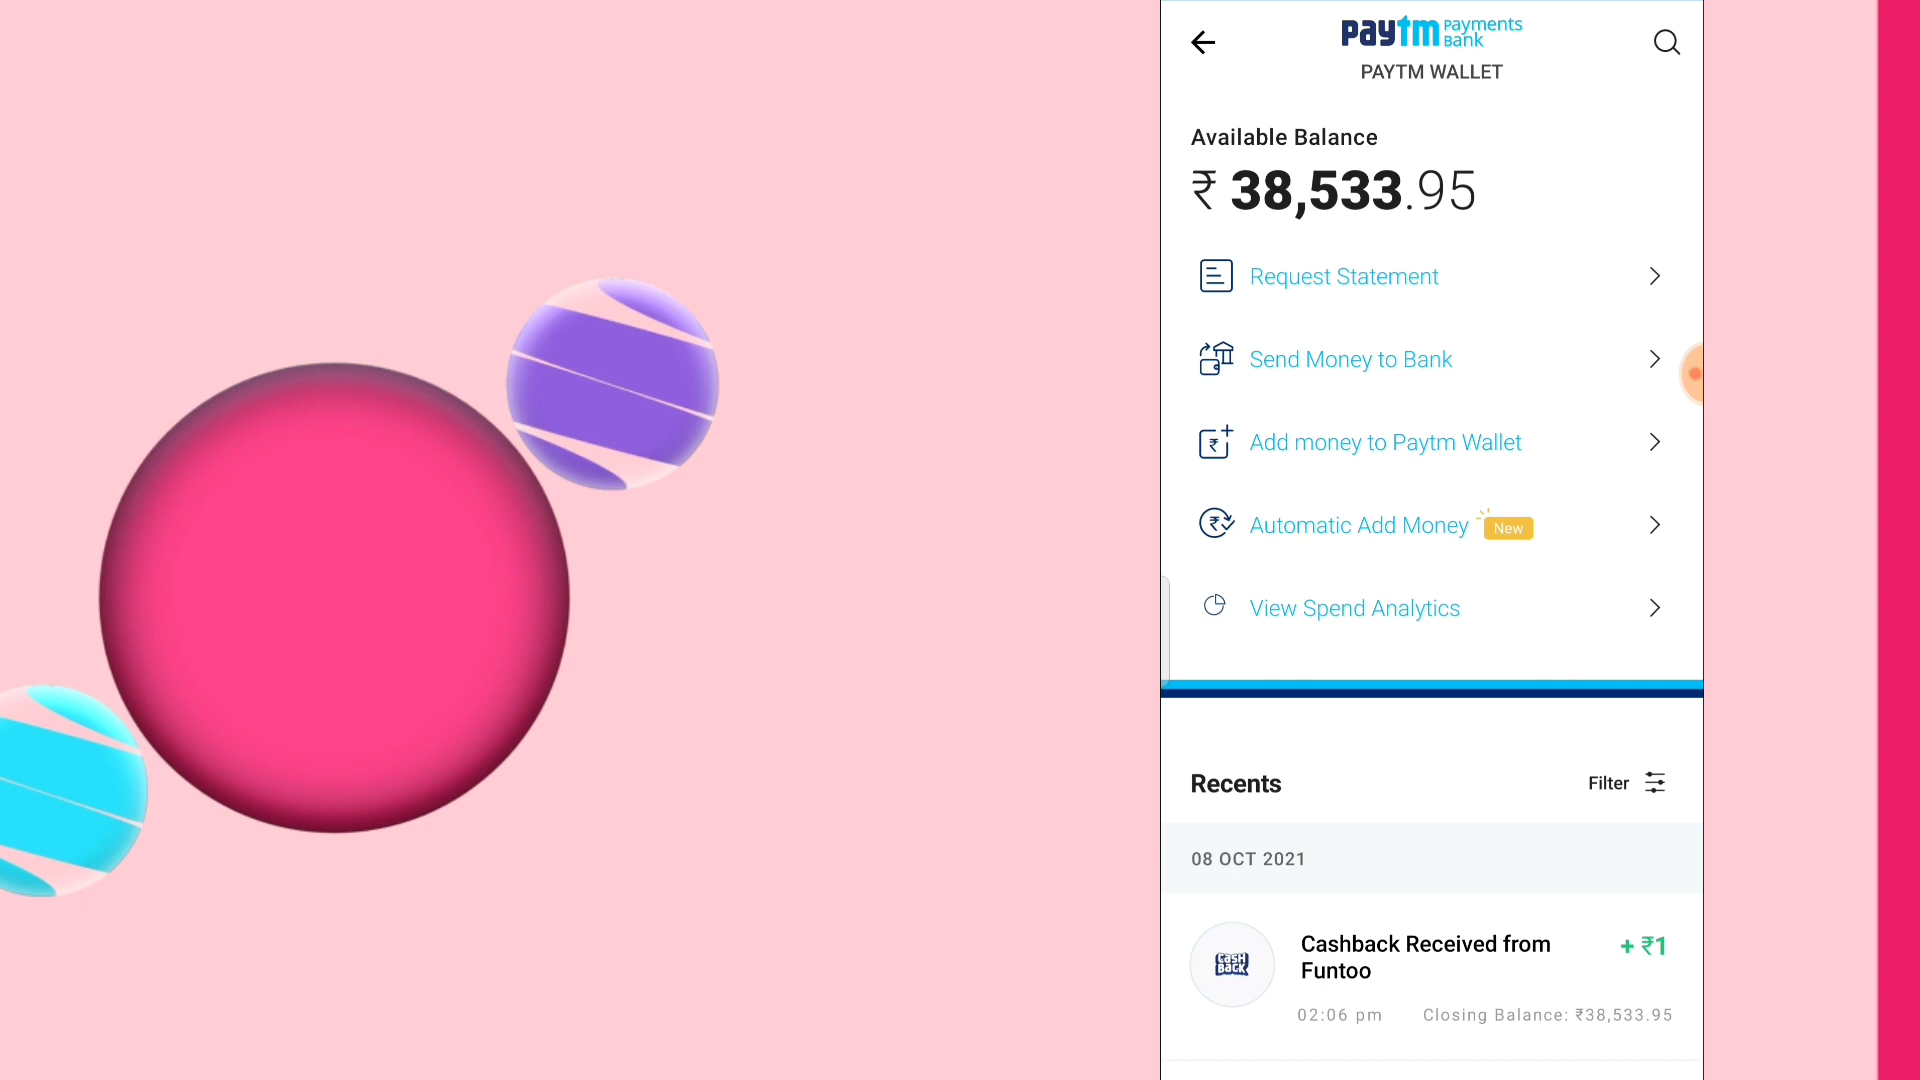 paytm Payments Bank
PAYTM WALLET
Available Balance
₹ 38,533.95
Request Statement
Send Money to Bank
Add money to Paytm Wallet
Automatic Add Money New
View Spend Analytics
Recents
Filter
08 OCT 2021
CASH BACK
Cashback Received from
Funtoo
+ ₹1
02:06 pm
Closing Balance: ₹38,533.95